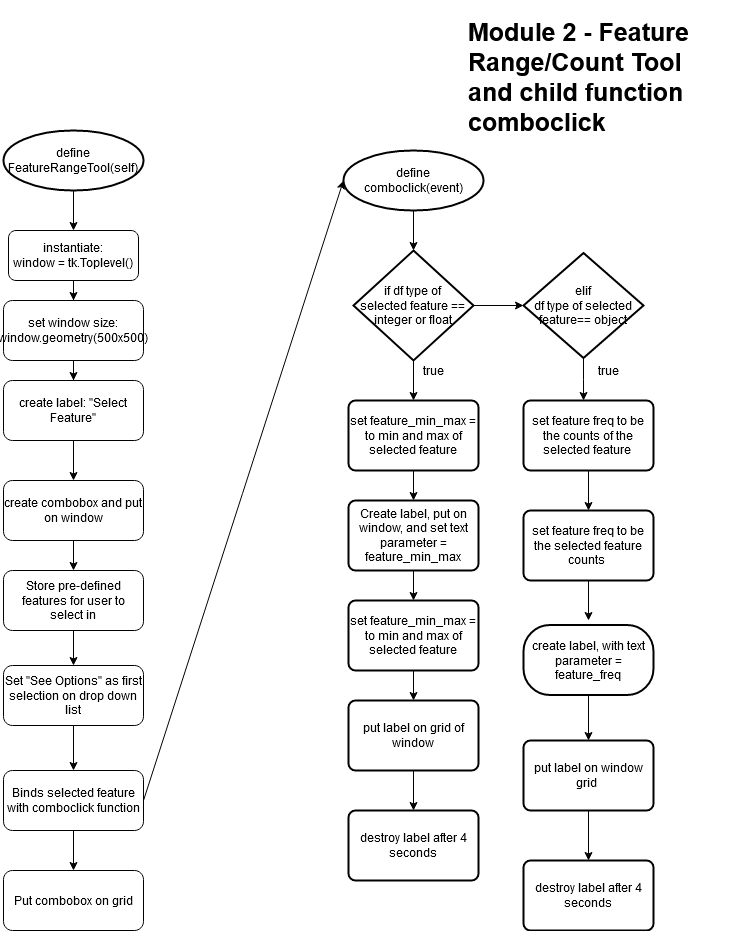 Module 2 - Feature
Range/Count Tool
and child function
comboclick
define
FeatureRangeTool(self)
instantiate:
window = tk.Toplevel()
set window size:
window.geometry(500x500)
create label: "Select
Feature"
create combobox and put
on window
Store pre-defined
features for user to
select in
Set "See Options" as first
selection on drop down
list
Binds selected feature
with comboclick function
Put combobox on grid
define
comboclick(event)
if df type of
selected feature ==
integer or float
true
set feature_min_max =
to min and max of
selected feature
Create label, put on
window, and set text
parameter =
feature_min_max
set feature_min_max =
to min and max of
selected feature
put label on grid of
window
destroy label after 4
seconds
elif
df type of selected
feature== object
true
set feature freq to be
the counts of the
selected feature
set feature freq to be
the selected feature
counts
create label, with text
parameter =
feature_freq
put label on window
grid
destroy label after 4
seconds